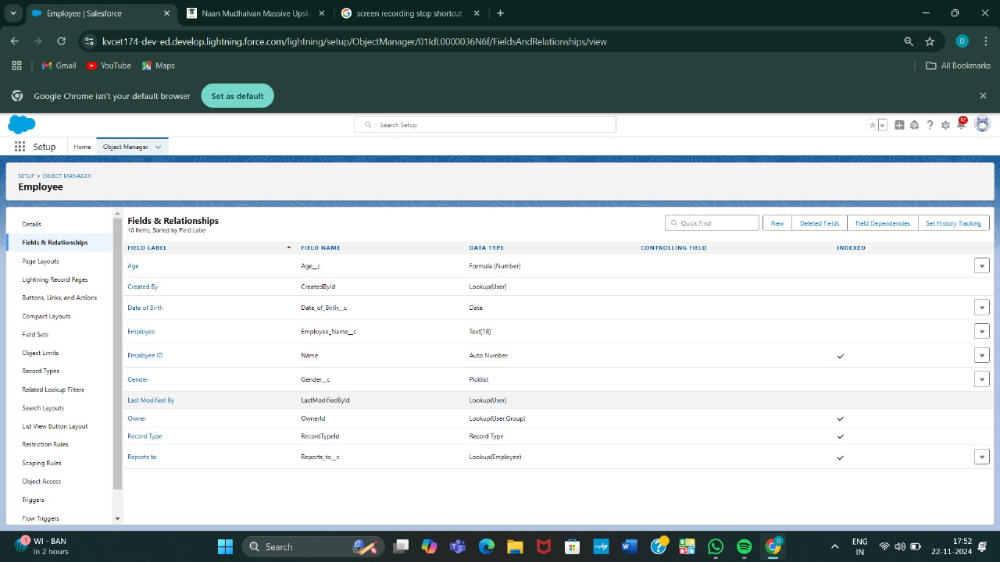 Employee | Salesforce
Naan Mudhalvan Massive Upsk
screen recording stop shortcut
kvcet174-dev-ed.develop.lightning.force.com/lightning/setup/ObjectManager/01IdL0000036N6f/FieldsAndRelationships/view
D
Gmail YouTube Maps All Bookmarks
Google Chrome isn't your default browser Set as default
Search Setup
12
Setup Home Object Manager
SETUP > OBJECT MANAGER
Employee
Details
Fields & Relationships
Page Layouts
Lightning Record Pages
Buttons, Links, and Actions
Compact Layouts
Field Sets
Object Limits
Record Types
Related Lookup Filters
Search Layouts
List View Button Layout
Restriction Rules
Scoping Rules
Object Access
Triggers
Flow Triggers
Fields & Relationships
10 Items, Sorted by Field Label
Quick Find New Deleted Fields Field Dependencies Set History Tracking
FIELD LABEL FIELD NAME DATA TYPE CONTROLLING FIELD INDEXED
Age Age__c Formula (Number)
Created By CreatedById Lookup(User)
Date of Birth Date_of_Birth__c Date
Employee Employee_Name__c Text(18)
Employee ID Name Auto Number
Gender Gender__c Picklist
Last Modified By LastModifiedById Lookup(User)
Owner OwnerId Lookup(User,Group)
Record Type RecordTypeId Record Type
Reports to Reports_to__c Lookup(Employee)
1
WI - BAN
In 2 hours
Search
ENG
IN
17:52
22-11-2024